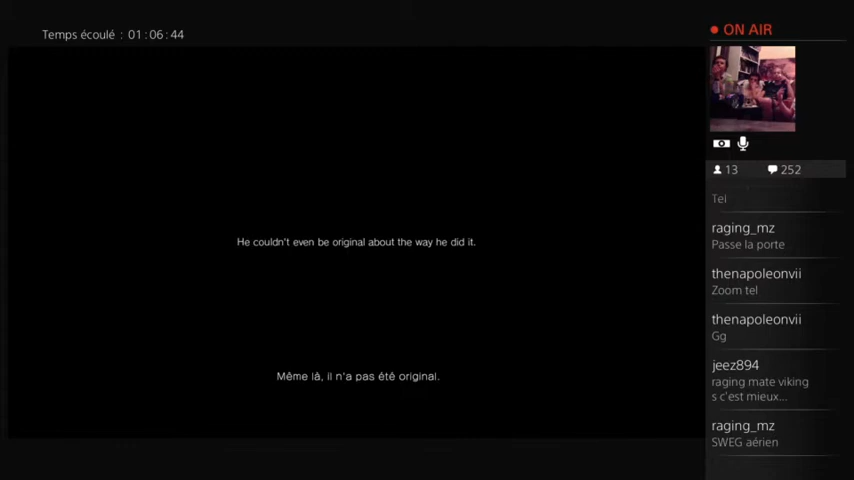 Temps écoulé : 01:06:44
ON AIR
He couldn't even be original about the way he did it.
Même là, il n'a pas été original.
13 252
Tel
raging_mz
Passe la porte
thenapoleonvii
Zoom tel
thenapoleonvii
Gg
jeez894
raging mate viking
s c'est mieux...
raging_mz
SWEG aérien